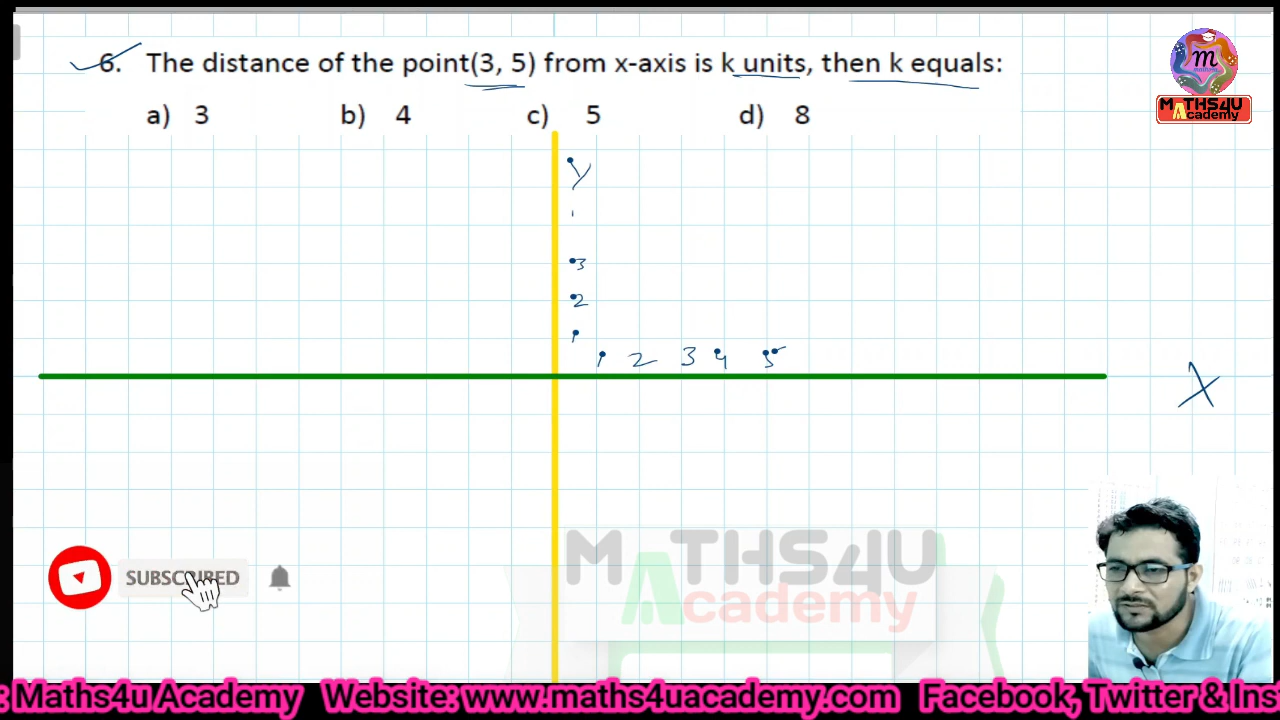 6. The distance of the point(3, 5) from x-axis is k units, then k equals:
a) 3 b) 4 c) 5 d) 8
m
MATHS4U
Academy
y
3
2
1
1 2 3 4 5
X
MATHS4U
Academy
SUBSCRIBED
: Maths4u Academy Website: www.maths4uacademy.com Facebook, Twitter & Ins